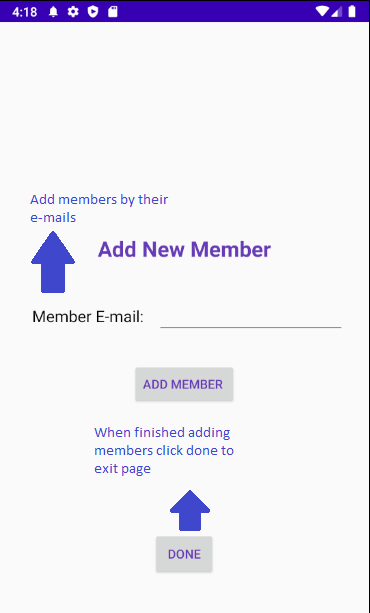 4:18
Add members by their
e-mails
Add New Member
Member E-mail:
ADD MEMBER
When finished adding
members click done to
exit page
DONE